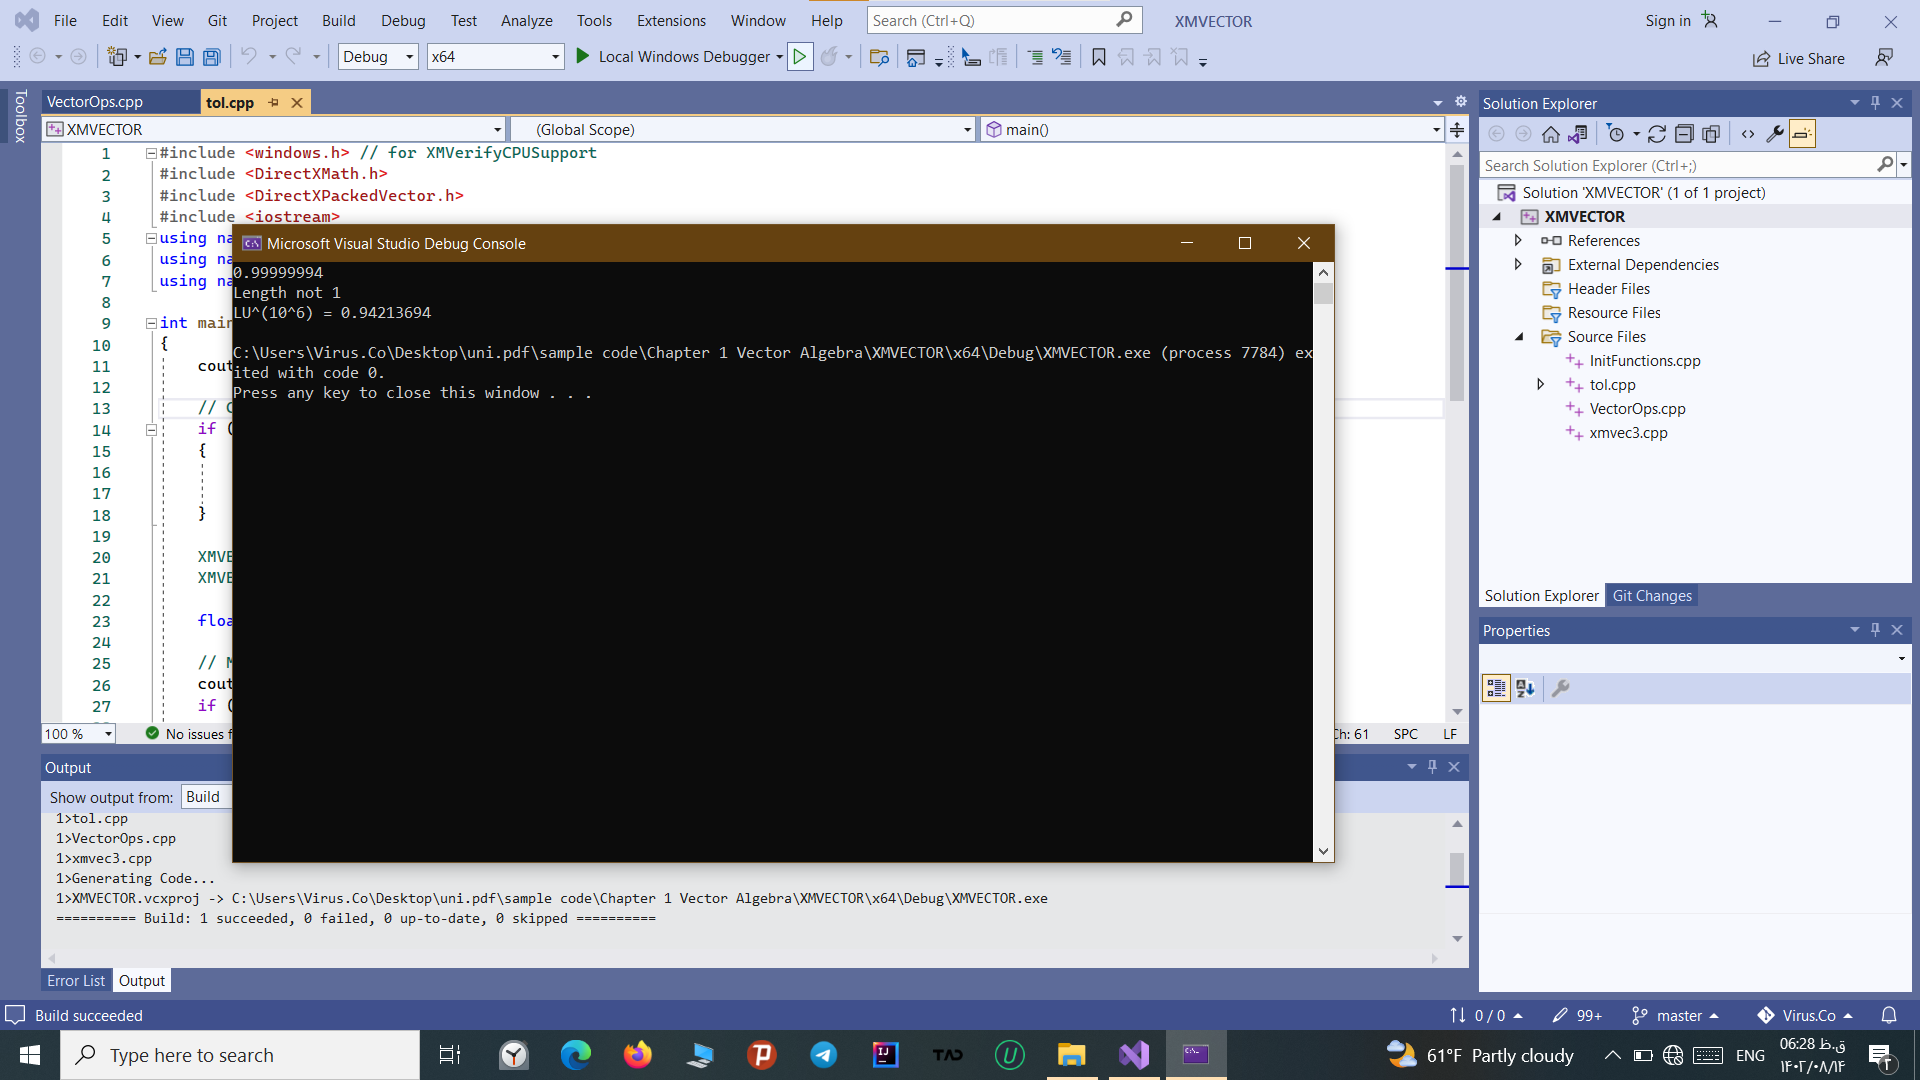 File Edit View Git Project Build Debug Test Analyze Tools Extensions Window Help Search (Ctrl+Q) XMVECTOR Sign in
Debug x64 Local Windows Debugger Live Share
Toolbox
VectorOps.cpp tol.cpp
XMVECTOR (Global Scope) main()
1 #include <windows.h> // for XMVerifyCPUSupport
2 #include <DirectXMath.h>
3 #include <DirectXPackedVector.h>
4 #include <iostream>
5 using na
6 using na
7 using na
8
9 int main
10 {
11 cout
12
13 // C
14 if (
15 {
16
17
18 }
19
20 XMVE
21 XMVE
22
23 floa
24
25 // M
26 cout
27 if (
100 % No issues f Ch: 61 SPC LF
Microsoft Visual Studio Debug Console
0.99999994
Length not 1
LU^(10^6) = 0.94213694
C:\Users\Virus.Co\Desktop\uni.pdf\sample code\Chapter 1 Vector Algebra\XMVECTOR\x64\Debug\XMVECTOR.exe (process 7784) ex
ited with code 0.
Press any key to close this window . . .
Output
Show output from: Build
1>tol.cpp
1>VectorOps.cpp
1>xmvec3.cpp
1>Generating Code...
1>XMVECTOR.vcxproj -> C:\Users\Virus.Co\Desktop\uni.pdf\sample code\Chapter 1 Vector Algebra\XMVECTOR\x64\Debug\XMVECTOR.exe
========== Build: 1 succeeded, 0 failed, 0 up-to-date, 0 skipped ==========
Error List Output
Solution Explorer
Search Solution Explorer (Ctrl+;)
Solution 'XMVECTOR' (1 of 1 project)
XMVECTOR
References
External Dependencies
Header Files
Resource Files
Source Files
InitFunctions.cpp
tol.cpp
VectorOps.cpp
xmvec3.cpp
Solution Explorer Git Changes
Properties
Build succeeded 0 / 0 99+ master Virus.Co
Type here to search IJ TAD 61°F Partly cloudy ENG 06:28 ق.ظ
۱۴۰۲/۰۸/۱۴ ۲